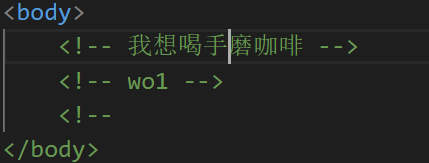 <body>
<!-- 我想喝手磨咖啡 -->
<!-- wo1 -->
<!--
</body>